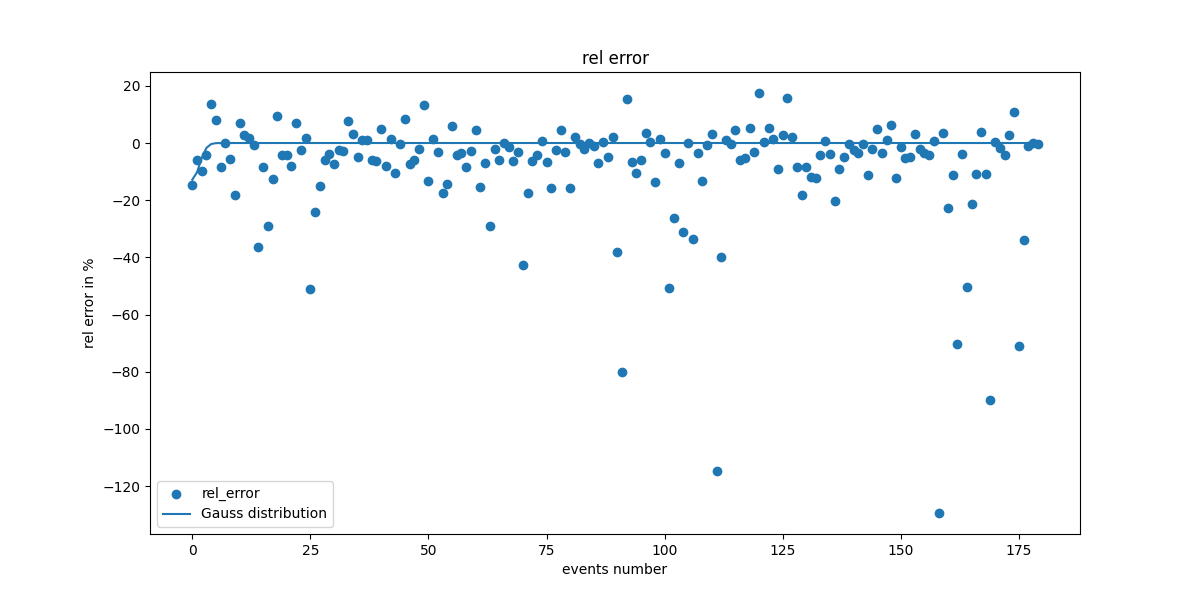 rel error
20
0
−20
−40
−60
−80
−100
−120
rel error in %
rel_error
Gauss distribution
0 25 50 75 100 125 150 175
events number